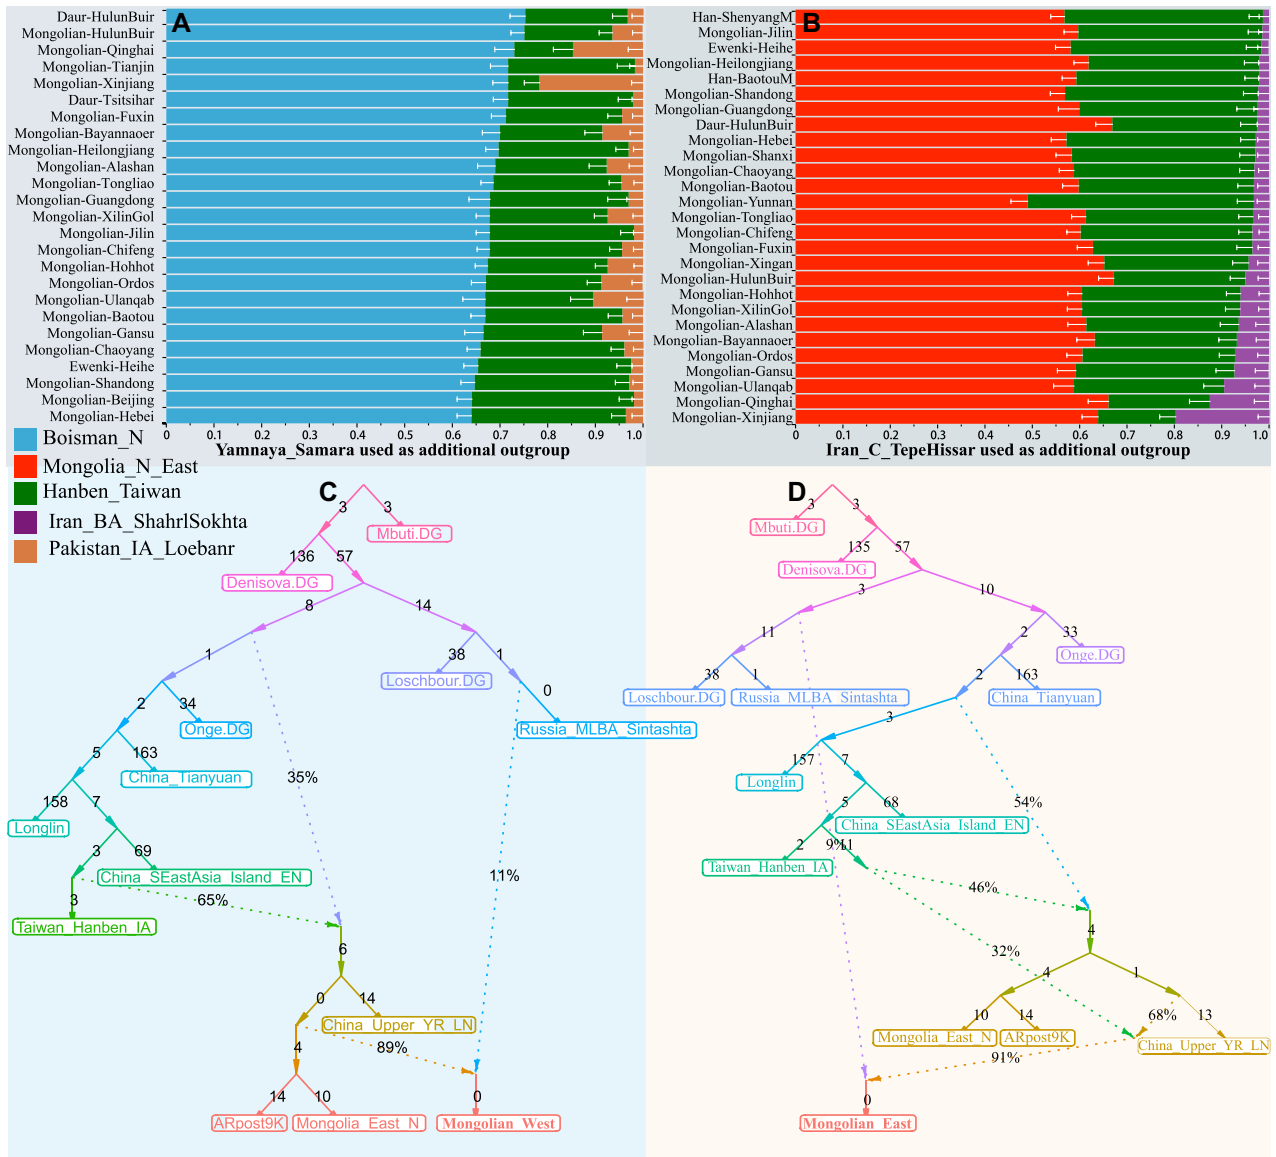 A
Daur-HulunBuir
Mongolian-HulunBuir
Mongolian-Qinghai
Mongolian-Tianjin
Mongolian-Xinjiang
Daur-Tsitsihar
Mongolian-Fuxin
Mongolian-Bayannaoer
Mongolian-Heilongjiang
Mongolian-Alashan
Mongolian-Tongliao
Mongolian-Guangdong
Mongolian-XilinGol
Mongolian-Jilin
Mongolian-Chifeng
Mongolian-Hohhot
Mongolian-Ordos
Mongolian-Ulanqab
Mongolian-Baotou
Mongolian-Gansu
Mongolian-Chaoyang
Ewenki-Heihe
Mongolian-Shandong
Mongolian-Beijing
Mongolian-Hebei
0 0.1 0.2 0.3 0.4 0.5 0.6 0.7 0.8 0.9 1.0
Yamnaya_Samara used as additional outgroup
B
Han-ShenyangM
Mongolian-Jilin
Ewenki-Heihe
Mongolian-Heilongjiang
Han-BaotouM
Mongolian-Shandong
Mongolian-Guangdong
Daur-HulunBuir
Mongolian-Hebei
Mongolian-Shanxi
Mongolian-Chaoyang
Mongolian-Baotou
Mongolian-Yunnan
Mongolian-Tongliao
Mongolian-Chifeng
Mongolian-Fuxin
Mongolian-Xingan
Mongolian-HulunBuir
Mongolian-Hohhot
Mongolian-XilinGol
Mongolian-Alashan
Mongolian-Bayannaoer
Mongolian-Ordos
Mongolian-Gansu
Mongolian-Ulanqab
Mongolian-Qinghai
Mongolian-Xinjiang
0 0.1 0.2 0.3 0.4 0.5 0.6 0.7 0.8 0.9 1.0
Iran_C_TepeHissar used as additional outgroup
Boisman_N
Mongolia_N_East
Hanben_Taiwan
Iran_BA_ShahrlSokhta
Pakistan_IA_Loebanr
C
3 3
Mbuti.DG
136 57
Denisova.DG
8 14
1 38 1
Loschbour.DG
0
2 34
Onge.DG
Russia_MLBA_Sintashta
5 163
China_Tianyuan
35%
158 7
Longlin
3 69
China_SEastAsia_Island_EN
11%
65%
3
Taiwan_Hanben_IA
6
0 14
China_Upper_YR_LN
4
89%
14 10 0
ARpost9K
Mongolia_East_N
Mongolian_West
D
3 3
Mbuti.DG
135 57
Denisova.DG
3 10
11 2 33
Onge.DG
38 1 2 163
Loschbour.DG
Russia_MLBA_Sintashta
China_Tianyuan
3
157 7
Longlin
54%
5 68
China_SEastAsia_Island_EN
2 9% 11
Taiwan_Hanben_IA
46%
4
32%
4 1
10 14 68% 13
Mongolia_East_N
ARpost9K
China_Upper_YR_LN
91%
0
Mongolian_East